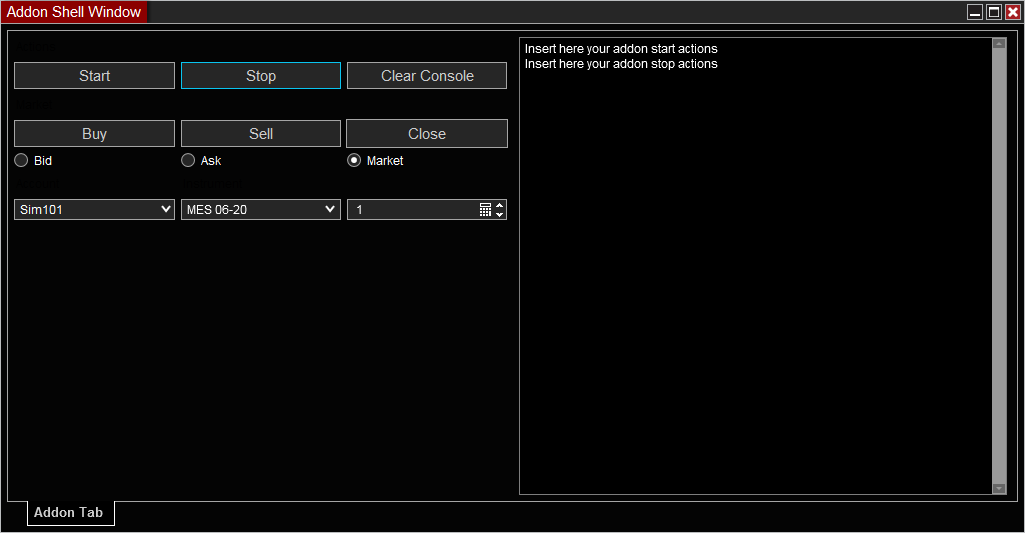 Addon Shell Window
Start
Stop
Clear Console
Buy
Sell
Close
Bid
Ask
Market
Sim101
MES 06-20
1
Insert here your addon start actions
Insert here your addon stop actions
Addon Tab